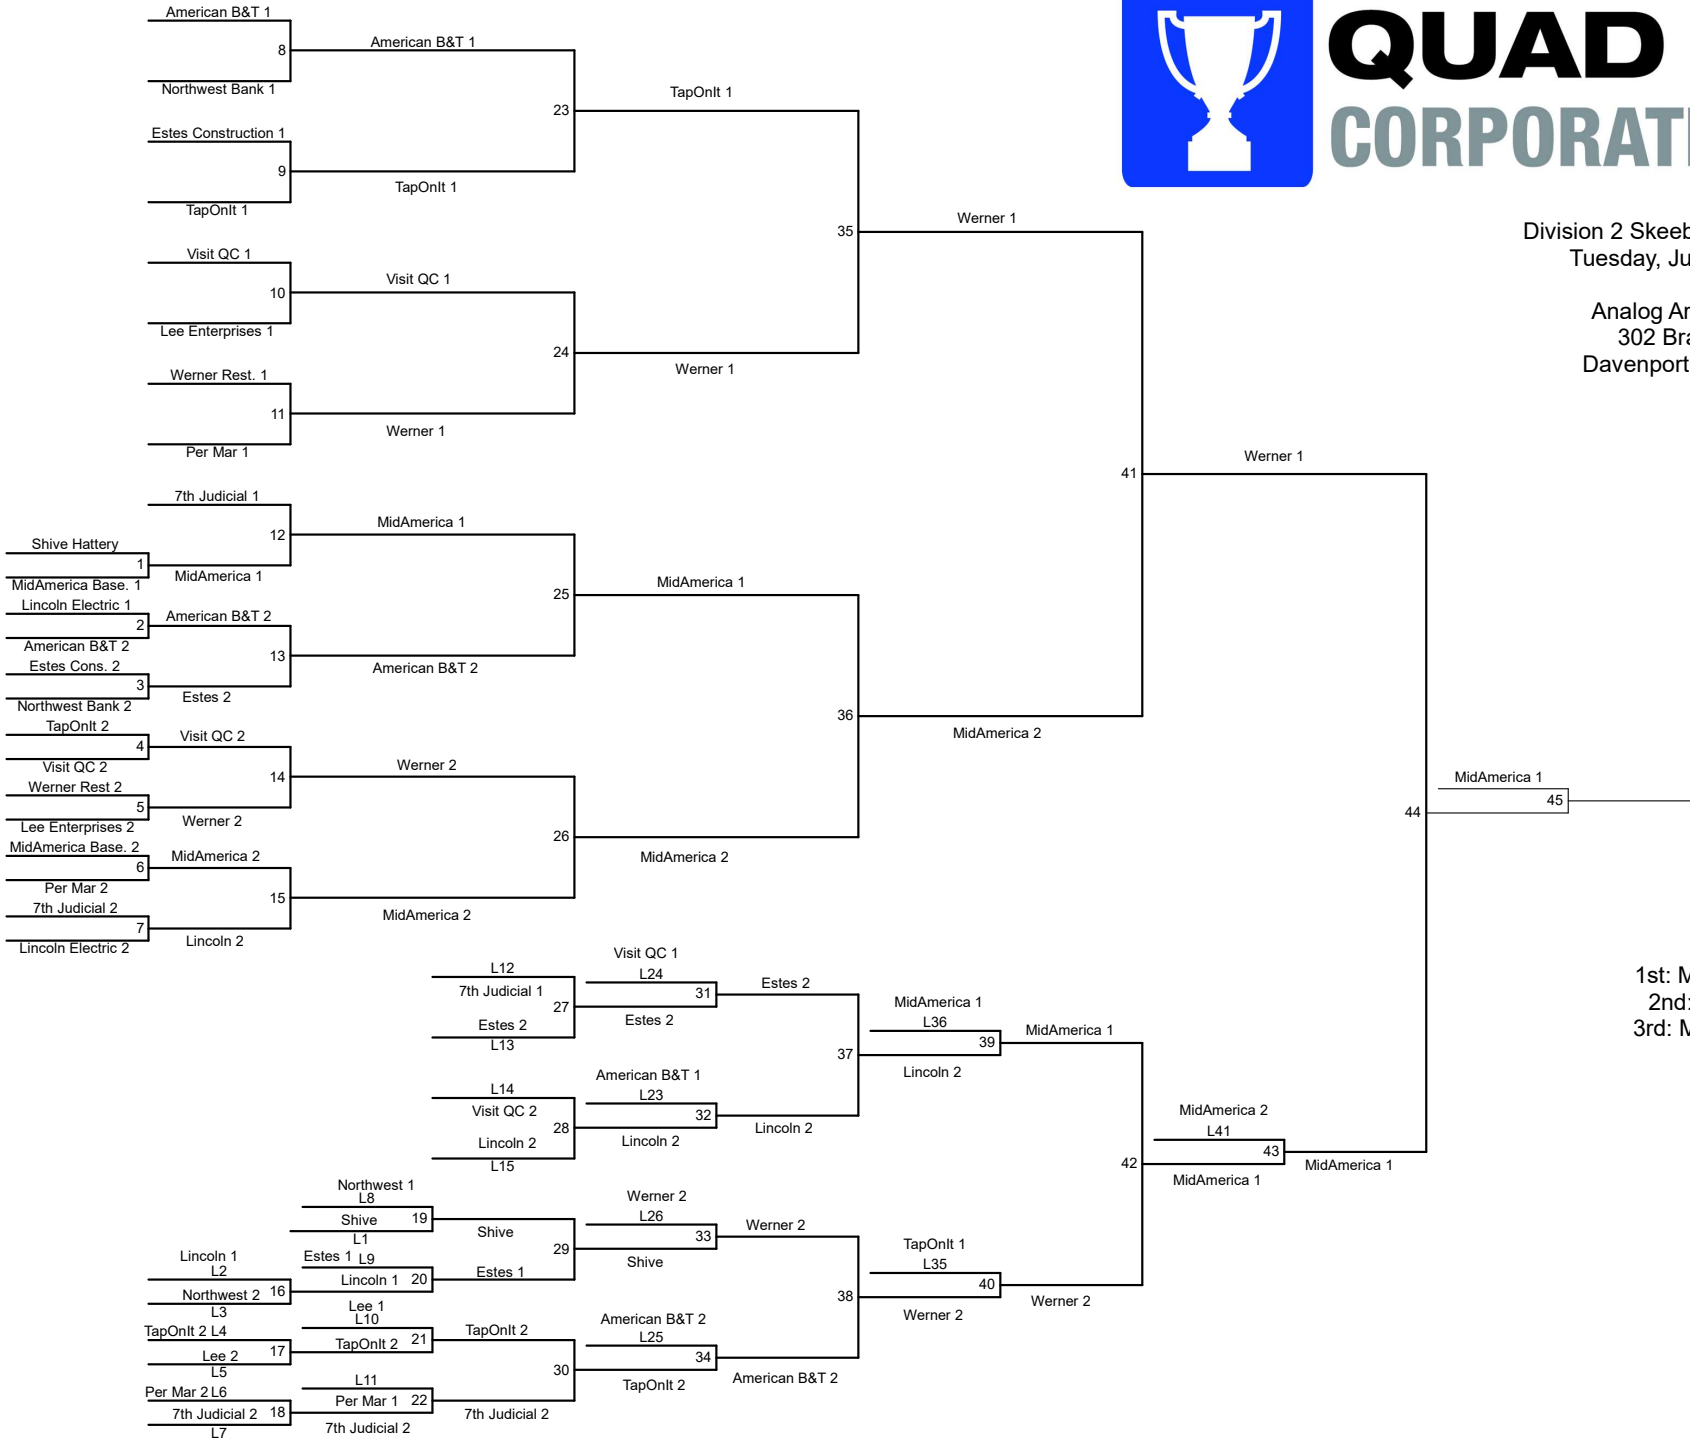 American B&T 1
8
Northwest Bank 1
American B&T 1
Estes Construction 1
9
TapOnIt 1
TapOnIt 1
23
TapOnIt 1
Visit QC 1
10
Lee Enterprises 1
Visit QC 1
Werner Rest. 1
11
Per Mar 1
Werner 1
24
Werner 1
35
Werner 1
7th Judicial 1
Shive Hattery
1
MidAmerica Base. 1
MidAmerica 1
12
MidAmerica 1
Lincoln Electric 1
2
American B&T 2
American B&T 2
Estes Cons. 2
3
Northwest Bank 2
Estes 2
13
American B&T 2
25
MidAmerica 1
TapOnIt 2
4
Visit QC 2
Visit QC 2
Werner Rest 2
5
Lee Enterprises 2
Werner 2
14
Werner 2
MidAmerica Base. 2
6
Per Mar 2
MidAmerica 2
7th Judicial 2
7
Lincoln Electric 2
Lincoln 2
15
MidAmerica 2
26
MidAmerica 2
36
MidAmerica 2
41
Werner 1
44
MidAmerica 1
45
QUAD
CORPORAT
Division 2 Skeeb
Tuesday, Ju
Analog Ar
302 Bra
Davenport
1st: M
2nd:
3rd: M
L12
7th Judicial 1
27
Estes 2
L13
Visit QC 1
L24
31
Estes 2
Estes 2
L14
Visit QC 2
28
Lincoln 2
L15
American B&T 1
L23
32
Lincoln 2
Lincoln 2
37
MidAmerica 1
L36
39
Lincoln 2
MidAmerica 1
Northwest 1
L8
Shive
19
L1
Shive
Lincoln 1
L2
Northwest 2
16
L3
Estes 1
L9
Lincoln 1
20
Estes 1
29
Werner 2
L26
33
Shive
Werner 2
TapOnIt 2 L4
17
Lee 2
L5
Lee 1
L10
TapOnIt 2
21
TapOnIt 2
Per Mar 2 L6
7th Judicial 2
18
L7
L11
Per Mar 1
22
7th Judicial 2
7th Judicial 2
30
American B&T 2
L25
34
TapOnIt 2
American B&T 2
38
TapOnIt 1
L35
40
Werner 2
Werner 2
42
MidAmerica 2
L41
43
MidAmerica 1
MidAmerica 1